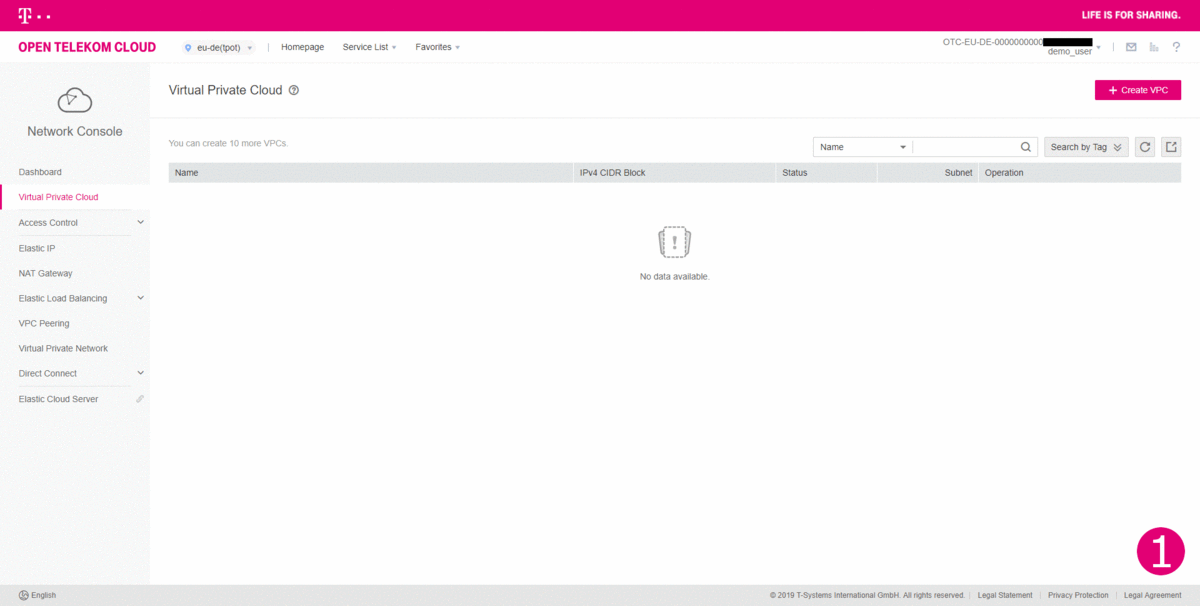 T
LIFE IS FOR SHARING.
OPEN TELEKOM CLOUD
eu-de(tpot)
Homepage
Service List
Favorites
OTC-EU-DE-0000000000
demo_user
Network Console
Dashboard
Virtual Private Cloud
Access Control
Elastic IP
NAT Gateway
Elastic Load Balancing
VPC Peering
Virtual Private Network
Direct Connect
Elastic Cloud Server
Virtual Private Cloud
+ Create VPC
You can create 10 more VPCs.
Name
Search by Tag
Name IPv4 CIDR Block Status Subnet Operation
No data available.
1
English
© 2019 T-Systems International GmbH. All rights reserved. | Legal Statement | Privacy Protection | Legal Agreement